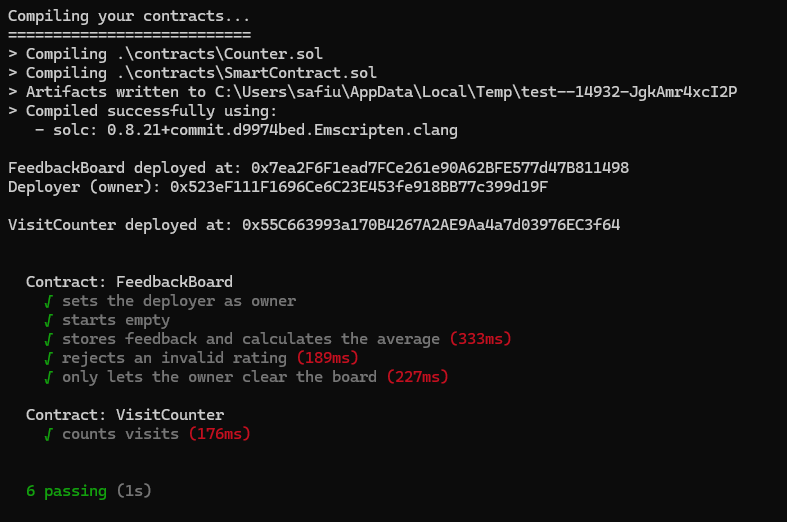 Compiling your contracts...
===========================
> Compiling .\contracts\Counter.sol
> Compiling .\contracts\SmartContract.sol
> Artifacts written to C:\Users\safiu\AppData\Local\Temp\test--14932-JgkAmr4xcI2P
> Compiled successfully using:
   - solc: 0.8.21+commit.d9974bed.Emscripten.clang
FeedbackBoard deployed at: 0x7ea2F6F1ead7FCe261e90A62BFE577d47B811498
Deployer (owner): 0x523eF111F1696Ce6C23E453fe918BB77c399d19F
VisitCounter deployed at: 0x55C663993a170B4267A2AE9Aa4a7d03976EC3f64
Contract: FeedbackBoard
√ sets the deployer as owner
√ starts empty
√ stores feedback and calculates the average (333ms)
√ rejects an invalid rating (189ms)
√ only lets the owner clear the board (227ms)
Contract: VisitCounter
√ counts visits (176ms)
6 passing (1s)